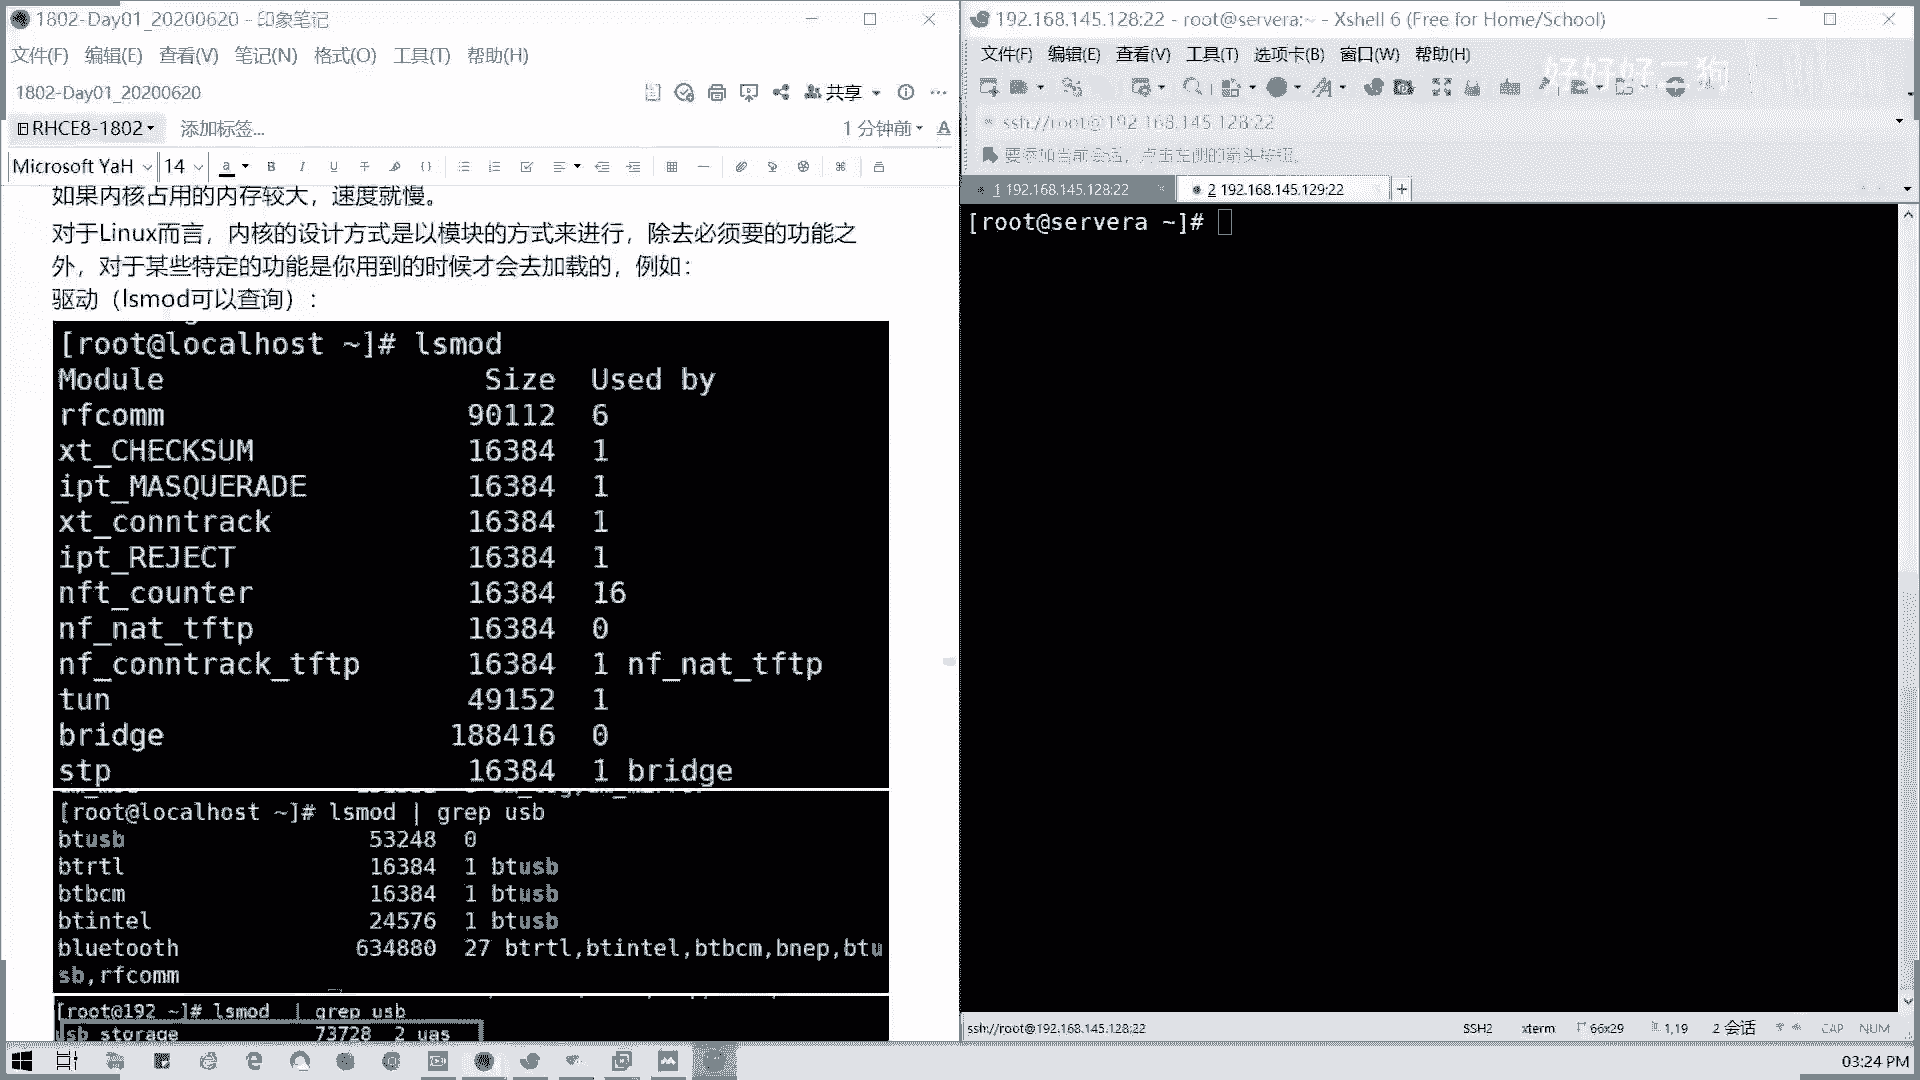 1802-Day01_20200620 - 印象笔记
文件(F) 编辑(E) 查看(V) 笔记(N) 格式(O) 工具(T) 帮助(H)
1802-Day01_20200620
共享
RHCE8-1802
添加标签...
1 分钟前
Microsoft YaH 14
如果内核占用的内存较大，速度就慢。
对于Linux而言，内核的设计方式是以模块的方式来进行，除去必须要的功能之
外，对于某些特定的功能是你用到的时候才会去加载的，例如：
驱动（lsmod可以查询）：
[root@localhost ~]# lsmod
Module Size Used by
rfcomm 90112 6
xt_CHECKSUM 16384 1
ipt_MASQUERADE 16384 1
xt_conntrack 16384 1
ipt_REJECT 16384 1
nft_counter 16384 16
nf_nat_tftp 16384 0
nf_conntrack_tftp 16384 1 nf_nat_tftp
tun 49152 1
bridge 188416 0
stp 16384 1 bridge
[root@localhost ~]# lsmod | grep usb
btusb 53248 0
btrtl 16384 1 btusb
btbcm 16384 1 btusb
btintel 24576 1 btusb
bluetooth 634880 27 btrtl,btintel,btbcm,bnep,btu
sb,rfcomm
[root@192 ~]# lsmod | grep usb
usb_storage 73728 2 uas
192.168.145.128:22 - root@servera:~ - Xshell 6 (Free for Home/School)
文件(F) 编辑(E) 查看(V) 工具(T) 选项卡(B) 窗口(W) 帮助(H)
好好好二狗
ssh://root@192.168.145.128:22
要添加当前会话，点击左侧的箭头按钮。
1 192.168.145.128:22
2 192.168.145.129:22
[root@servera ~]#
ssh://root@192.168.145.128:22 SSH2 xterm 66x29 1,19 2 会话 CAP NUM
03:24 PM